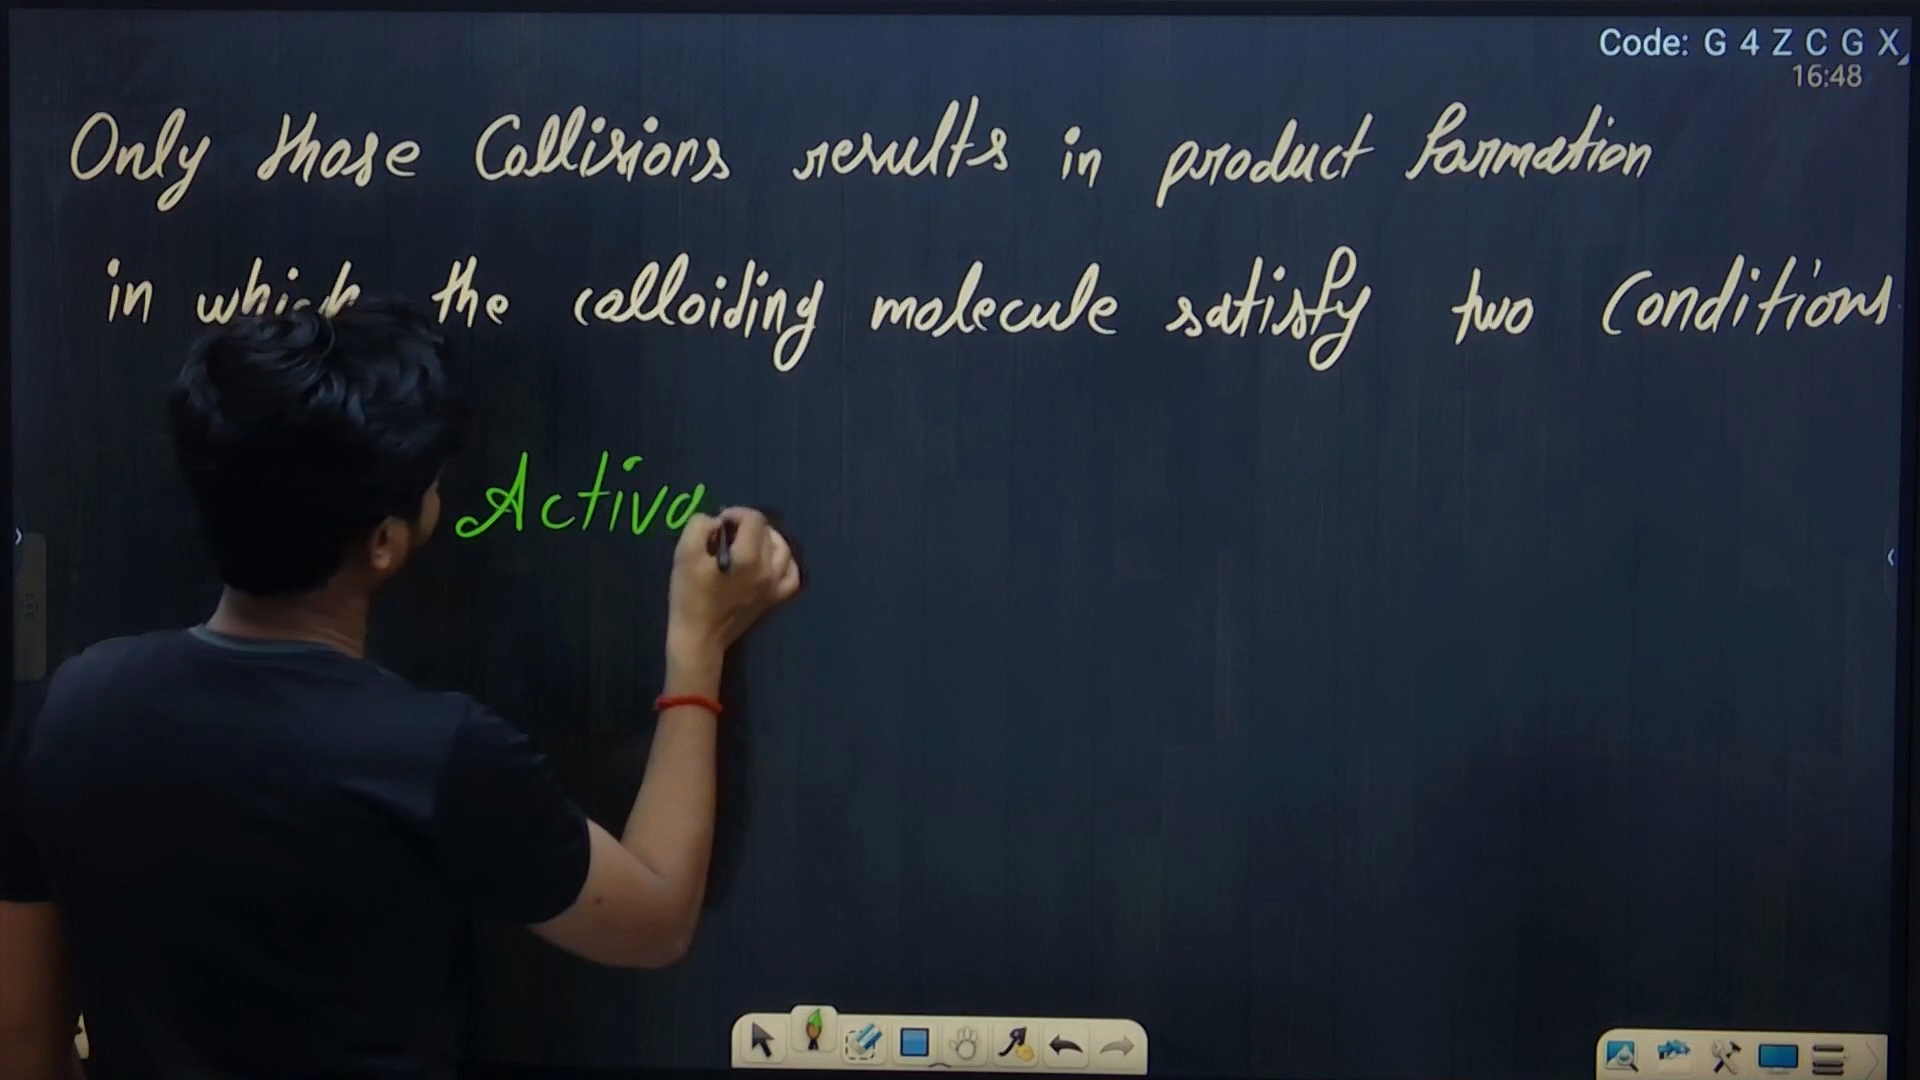 Code: G 4 Z C G X
16:48
Only those Collisions results in product formation
in which the colloiding molecule satisfy two Conditions
Activa